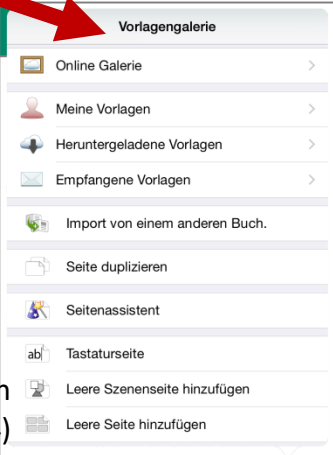 Vorlagengalerie
Online Galerie
Meine Vorlagen
Heruntergeladene Vorlagen
Empfangene Vorlagen
Import von einem anderen Buch.
Seite duplizieren
Seitenassistent
ab Tastaturseite
Leere Szenenseite hinzufügen
)
Leere Seite hinzufügen